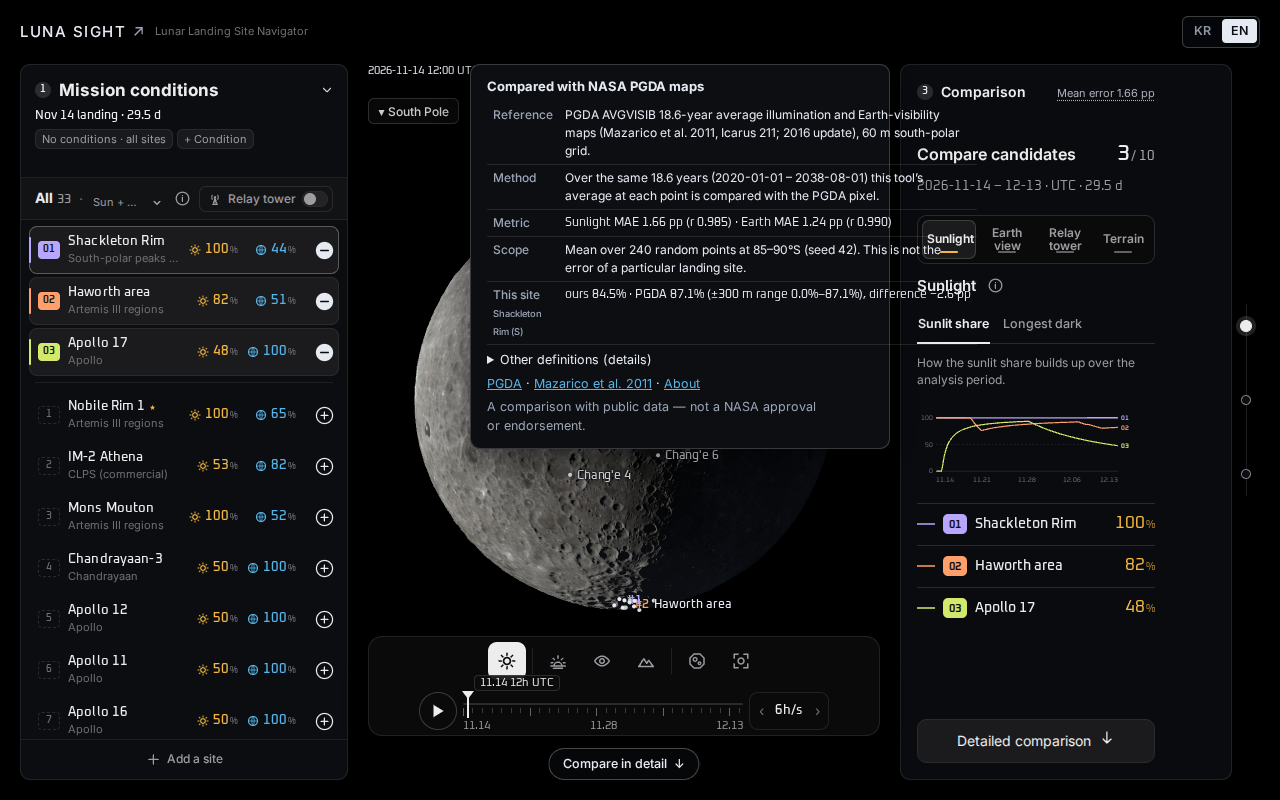 LUNA SIGHT ↗ Lunar Landing Site Navigator
KR EN
1 Mission conditions
Nov 14 landing · 29.5 d
No conditions · all sites + Condition
All 33 · Sun + ... Relay tower
01 Shackleton Rim 100% 44%
South-polar peaks ...
02 Haworth area 82% 51%
Artemis III regions
03 Apollo 17 48% 100%
Apollo
1 Nobile Rim 1 ★ 100% 65%
Artemis III regions
2 IM-2 Athena 53% 82%
CLPS (commercial)
3 Mons Mouton 100% 52%
Artemis III regions
4 Chandrayaan-3 50% 100%
Chandrayaan
5 Apollo 12 50% 100%
Apollo
6 Apollo 11 50% 100%
Apollo
7 Apollo 16 50% 100%
Apollo
+ Add a site
2026-11-14 12:00 UT
▾ South Pole
Compared with NASA PGDA maps
Reference PGDA AVGVISIB 18.6-year average illumination and Earth-visibility
maps (Mazarico et al. 2011, Icarus 211; 2016 update), 60 m south-polar
grid.
Method Over the same 18.6 years (2020-01-01 – 2038-08-01) this tool's
average at each point is compared with the PGDA pixel.
Metric Sunlight MAE 1.66 pp (r 0.985) · Earth MAE 1.24 pp (r 0.990)
Scope Mean over 240 random points at 85–90°S (seed 42). This is not the
error of a particular landing site.
This site ours 84.5% · PGDA 87.1% (±300 m range 0.0%–87.1%), difference −2.6 pp
Shackleton
Rim (S)
▶ Other definitions (details)
PGDA · Mazarico et al. 2011 · About
A comparison with public data — not a NASA approval
or endorsement.
Chang'e 6
Chang'e 4
#2 Haworth area
11.14 12h UTC
11.14 11.28 12.13
‹ 6h/s ›
Compare in detail ↓
3 Comparison Mean error 1.66 pp
Compare candidates 3 / 10
2026-11-14 – 12-13 · UTC · 29.5 d
Sunlight Earth view Relay tower Terrain
Sunlight
Sunlit share Longest dark
How the sunlit share builds up over the
analysis period.
100 01
02
50 03
0
11.14 11.21 11.28 12.06 12.13
01 Shackleton Rim 100%
02 Haworth area 82%
03 Apollo 17 48%
Detailed comparison ↓